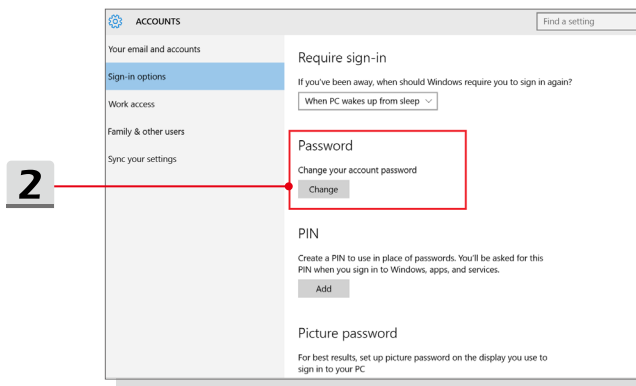 ACCOUNTS
Find a setting
Your email and accounts
Sign-in options
Work access
Family & other users
Sync your settings
Require sign-in
If you've been away, when should Windows require you to sign in again?
When PC wakes up from sleep
Password
Change your account password
Change
2
PIN
Create a PIN to use in place of passwords. You'll be asked for this
PIN when you sign in to Windows, apps, and services.
Add
Picture password
For best results, set up picture password on the display you use to
sign in to your PC